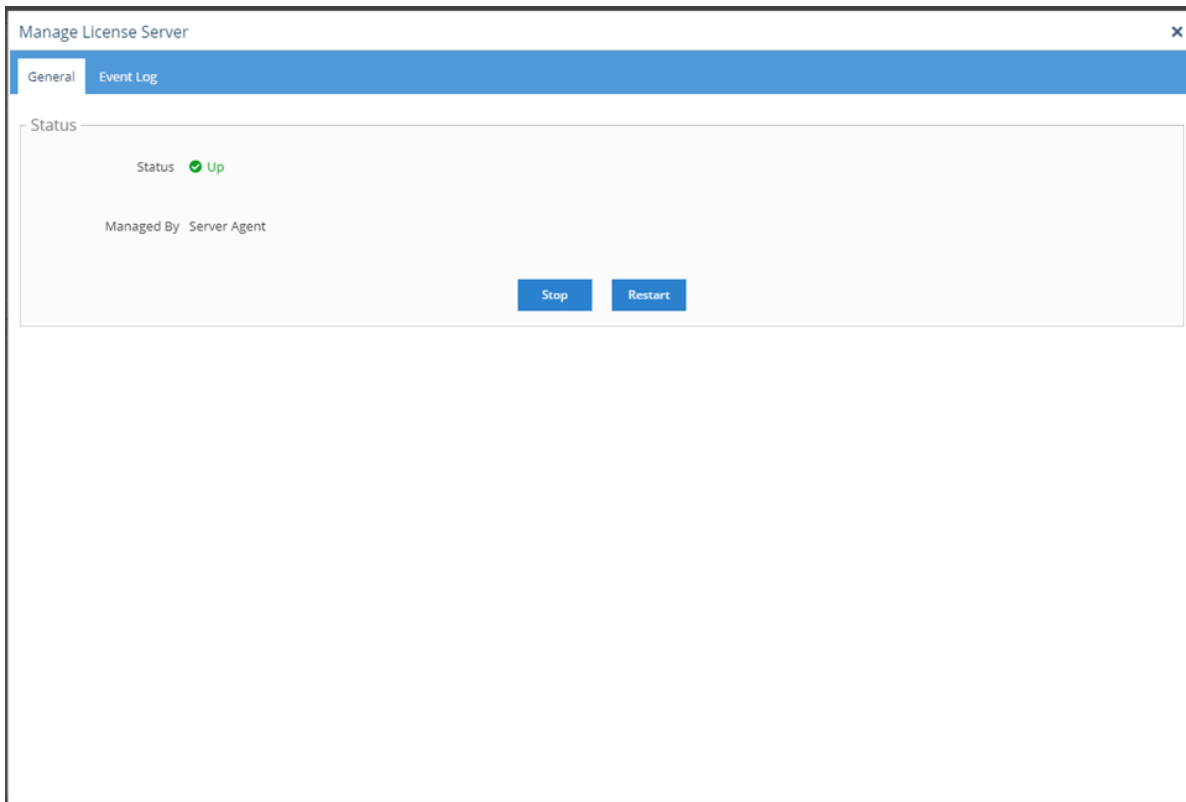 Manage License Server
General Event Log
Status
Status Up
Managed By Server Agent
Stop Restart